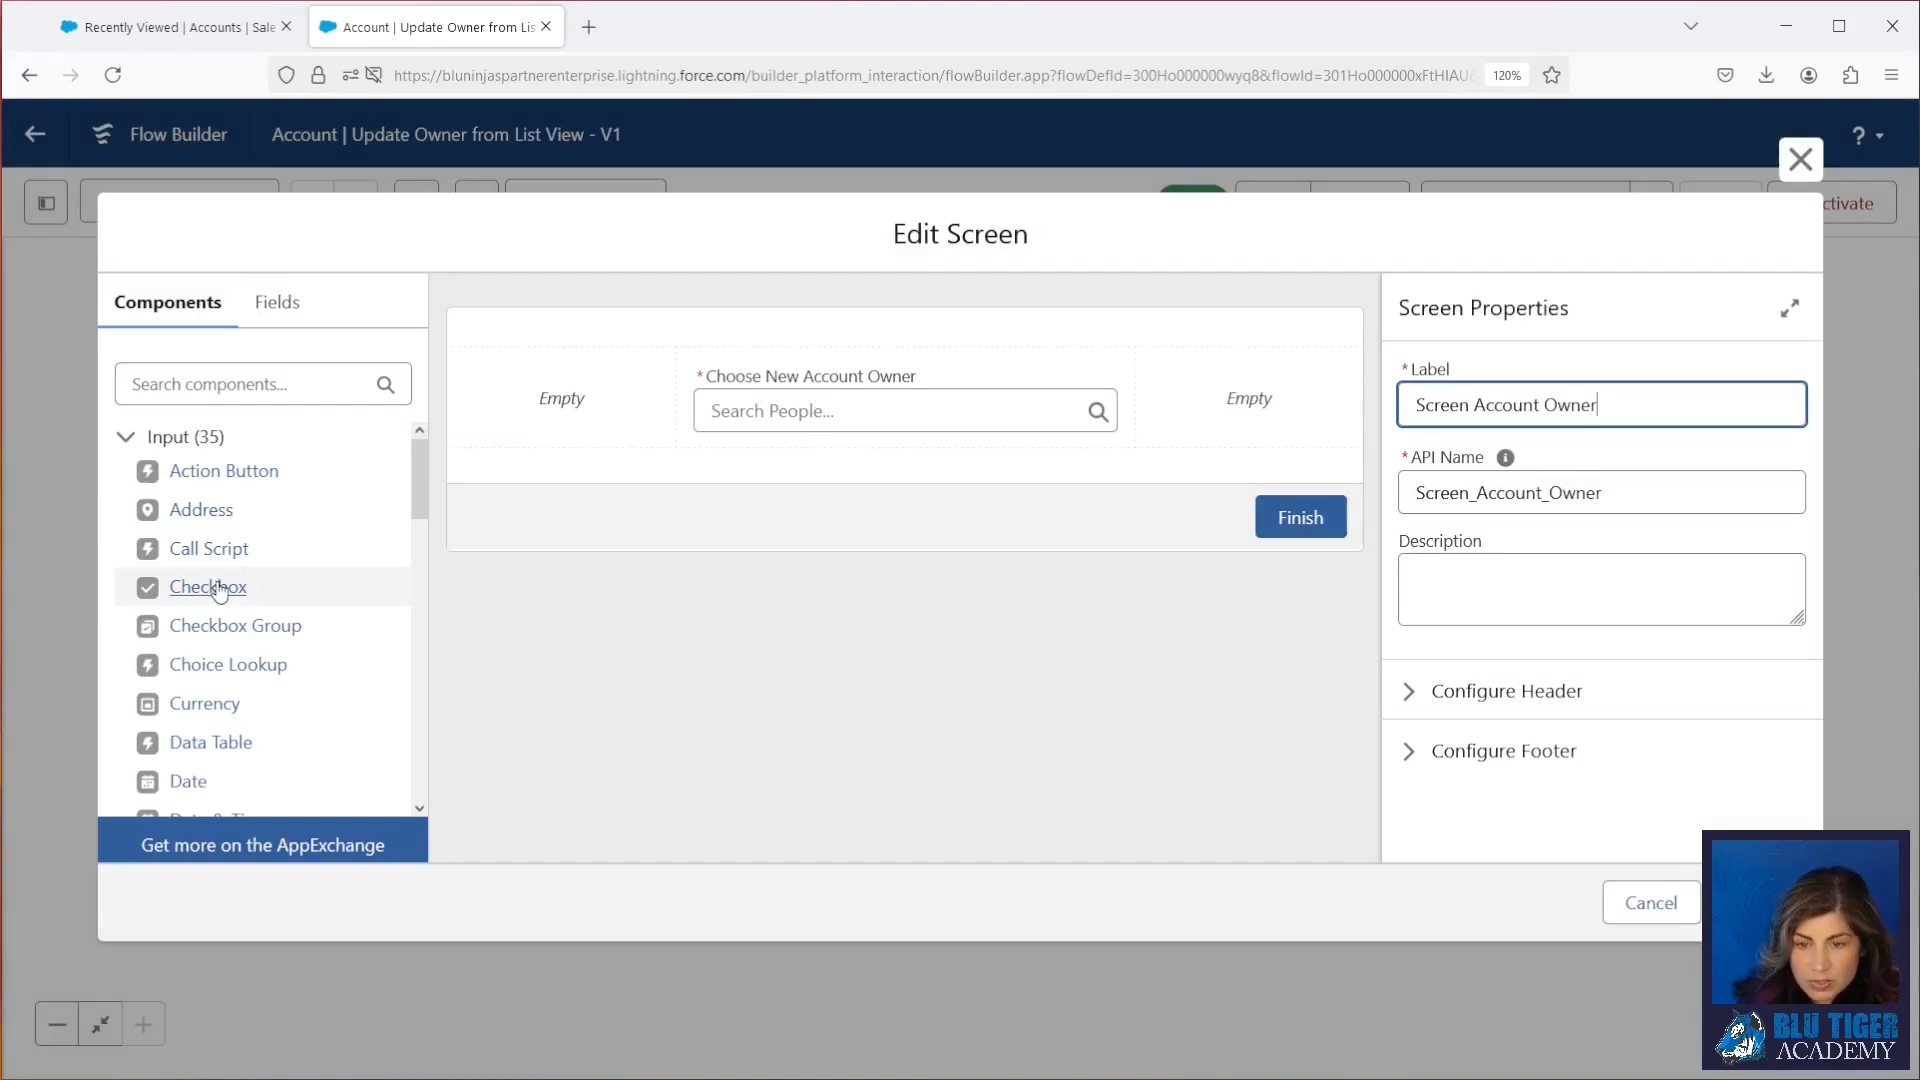 Recently Viewed | Accounts | Sale
Account | Update Owner from Lis
https://bluninjaspartnerenterprise.lightning.force.com/builder_platform_interaction/flowBuilder.app?flowDefId=300Ho000000wyq8&flowId=301Ho000000xFtHIAU
120%
Flow Builder
Account | Update Owner from List View - V1
?
ctivate
Edit Screen
Components
Fields
Search components...
Input (35)
Action Button
Address
Call Script
Checkbox
Checkbox Group
Choice Lookup
Currency
Data Table
Date
Get more on the AppExchange
Empty
*Choose New Account Owner
Search People...
Empty
Finish
Screen Properties
*Label
Screen Account Owner
*API Name
Screen_Account_Owner
Description
Configure Header
Configure Footer
Cancel
BLU TIGER
ACADEMY